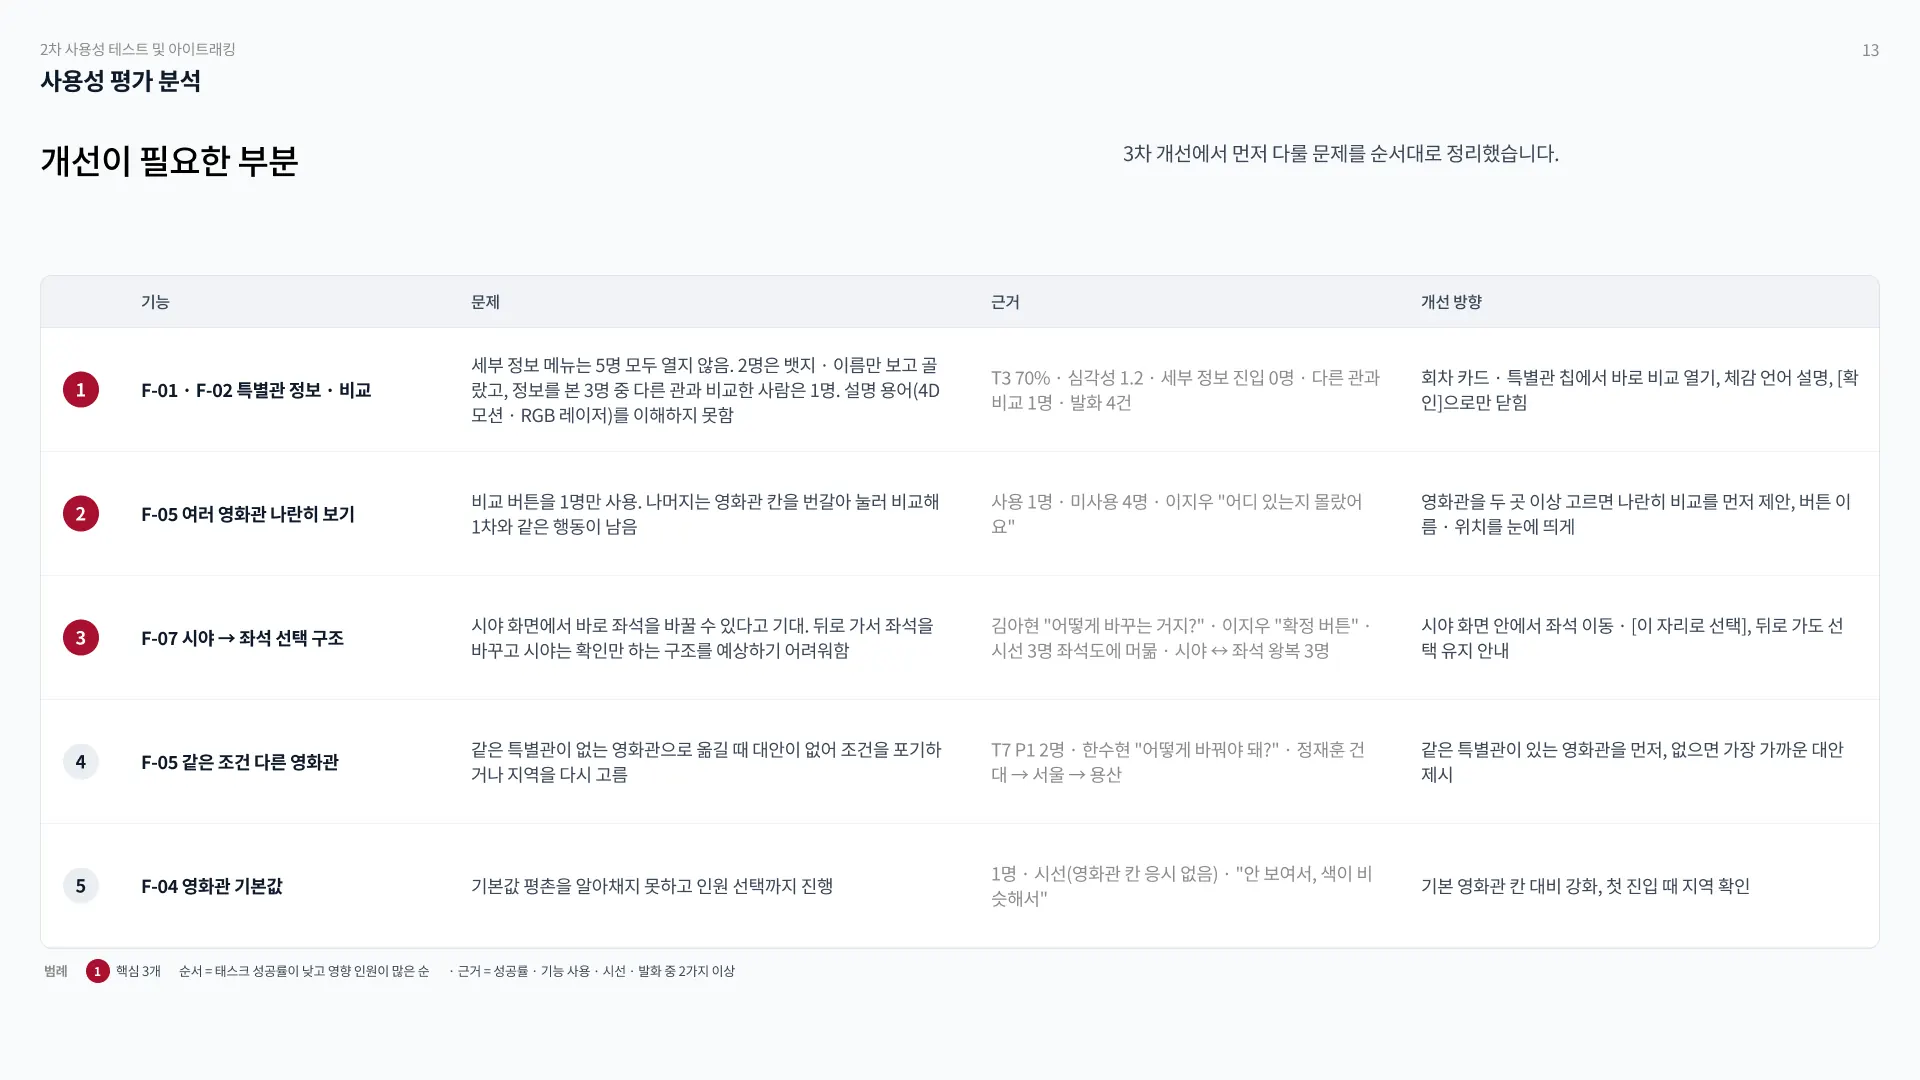 2차 사용성 테스트 및 아이트래킹
13
사용성 평가 분석
개선이 필요한 부분
3차 개선에서 먼저 다룰 문제를 순서대로 정리했습니다.
기능
문제
근거
개선 방향
1
F-01 · F-02 특별관 정보 · 비교
세부 정보 메뉴는 5명 모두 열지 않음. 2명은 뱃지 · 이름만 보고 골
랐고, 정보를 본 3명 중 다른 관과 비교한 사람은 1명. 설명 용어(4D
모션 · RGB 레이저)를 이해하지 못함
T3 70% · 심각성 1.2 · 세부 정보 진입 0명 · 다른 관과
비교 1명 · 발화 4건
회차 카드 · 특별관 칩에서 바로 비교 열기, 체감 언어 설명, [확
인]으로만 닫힘
2
F-05 여러 영화관 나란히 보기
비교 버튼을 1명만 사용. 나머지는 영화관 칸을 번갈아 눌러 비교해
1차와 같은 행동이 남음
사용 1명 · 미사용 4명 · 이지우 "어디 있는지 몰랐어
요"
영화관을 두 곳 이상 고르면 나란히 비교를 먼저 제안, 버튼 이
름 · 위치를 눈에 띄게
3
F-07 시야 → 좌석 선택 구조
시야 화면에서 바로 좌석을 바꿀 수 있다고 기대. 뒤로 가서 좌석을
바꾸고 시야는 확인만 하는 구조를 예상하기 어려워함
김아현 "어떻게 바꾸는 거지?" · 이지우 "확정 버튼" ·
시선 3명 좌석도에 머묾 · 시야 ↔ 좌석 왕복 3명
시야 화면 안에서 좌석 이동 · [이 자리로 선택], 뒤로 가도 선
택 유지 안내
4
F-05 같은 조건 다른 영화관
같은 특별관이 없는 영화관으로 옮길 때 대안이 없어 조건을 포기하
거나 지역을 다시 고름
T7 P1 2명 · 한수현 "어떻게 바꿔야 돼?" · 정재훈 건
대 → 서울 → 용산
같은 특별관이 있는 영화관을 먼저, 없으면 가장 가까운 대안
제시
5
F-04 영화관 기본값
기본값 평촌을 알아채지 못하고 인원 선택까지 진행
1명 · 시선(영화관 칸 응시 없음) · "안 보여서, 색이 비
슷해서"
기본 영화관 칸 대비 강화, 첫 진입 때 지역 확인
범례 1 핵심 3개 순서 = 태스크 성공률이 낮고 영향 인원이 많은 순 · 근거 = 성공률 · 기능 사용 · 시선 · 발화 중 2가지 이상